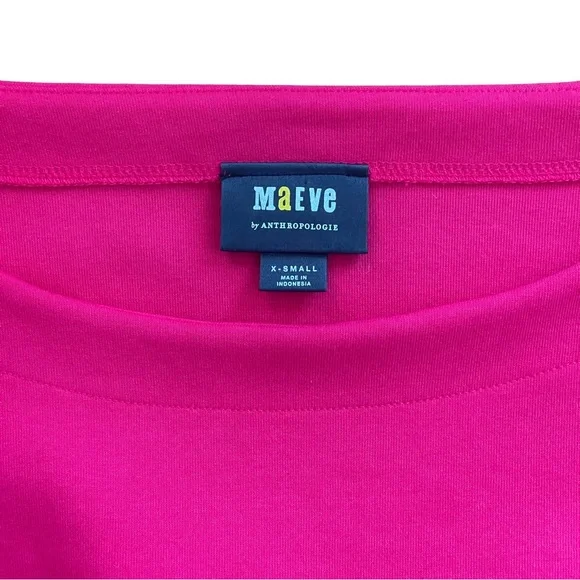 MaEVe
by ANTHROPOLOGIE
X-SMALL
MADE IN
INDONESIA